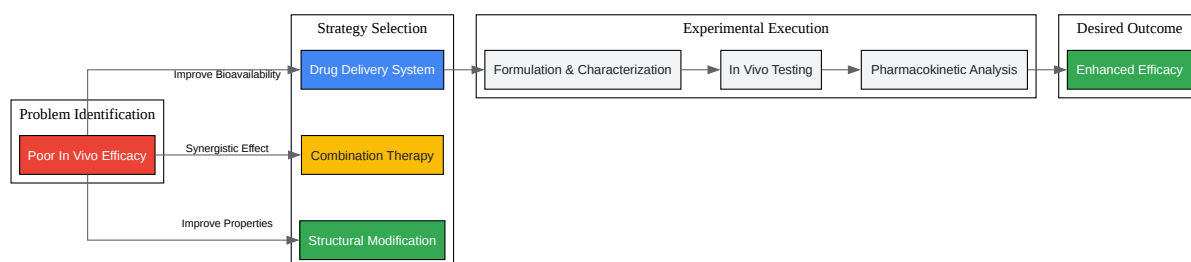 Problem Identification
Poor In Vivo Efficacy
Improve Bioavailability
Synergistic Effect
Improve Properties
Strategy Selection
Drug Delivery System
Combination Therapy
Structural Modification
Experimental Execution
Formulation & Characterization
In Vivo Testing
Pharmacokinetic Analysis
Desired Outcome
Enhanced Efficacy